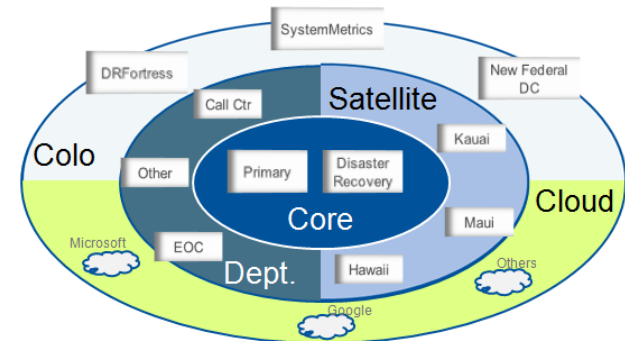 SystemMetrics
DRFortress
New Federal
DC
Call Ctr
Satellite
Colo
Kauai
Other
Primary
Disaster
Recovery
Core
Cloud
Maui
Microsoft
EOC
Dept.
Hawaii
Others
Google